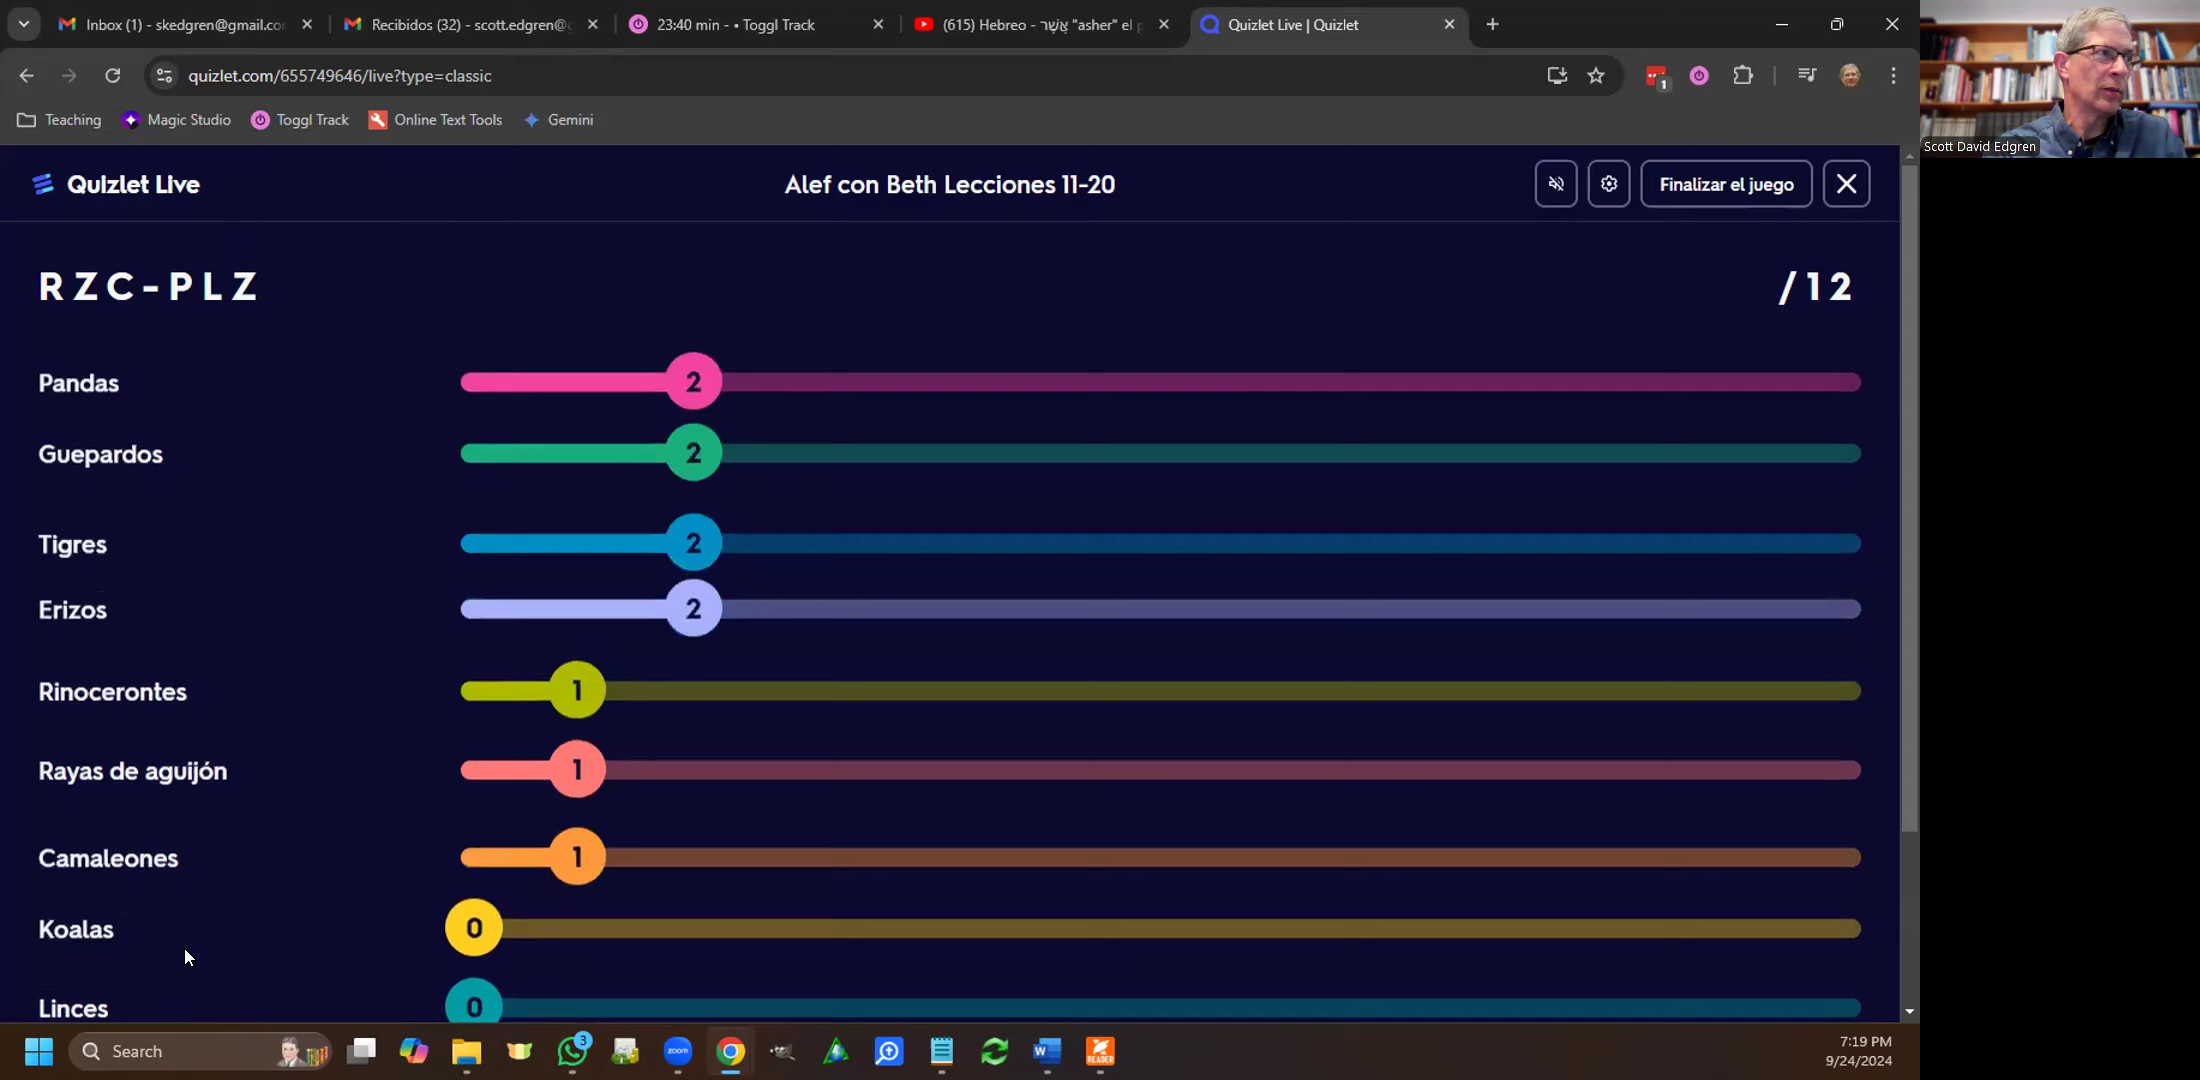 Inbox (1) - skedgren@gmail.co
Recibidos (32) - scott.edgren@
23:40 min - • Toggl Track
(615) Hebreo - אֲשֶׁר "asher" el p
Quizlet Live | Quizlet
quizlet.com/655749646/live?type=classic
1
Teaching
Magic Studio
Toggl Track
Online Text Tools
Gemini
Scott David Edgren
Quizlet Live
Alef con Beth Lecciones 11-20
Finalizar el juego
RZC-PLZ
/12
Pandas 2
Guepardos 2
Tigres 2
Erizos 2
Rinocerontes 1
Rayas de aguijón 1
Camaleones 1
Koalas 0
Linces 0
Search
3
zoom
W
READER
7:19 PM
9/24/2024